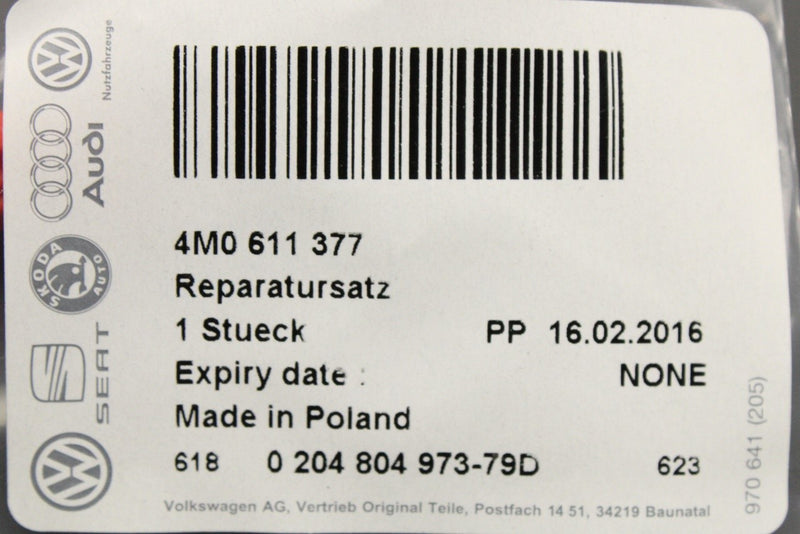 Nutzfahrzeuge
Audi
SKODA AUTO
SEAT
4M0 611 377
Reparatursatz
1 Stueck PP 16.02.2016
Expiry date : NONE
Made in Poland
618 0 204 804 973-79D 623
Volkswagen AG, Vertrieb Original Teile, Postfach 14 51, 34219 Baunatal
970 641 (205)